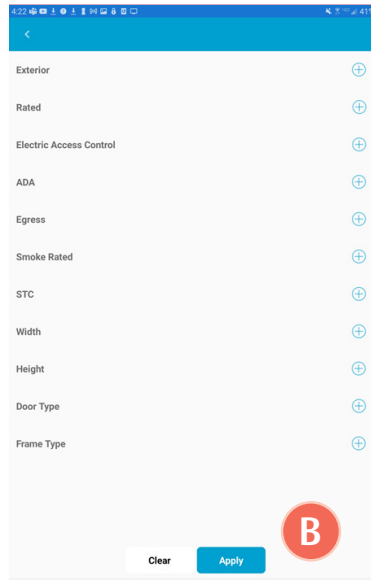 4:22
41%
Exterior
Rated
Electric Access Control
ADA
Egress
Smoke Rated
STC
Width
Height
Door Type
Frame Type
B
Clear Apply